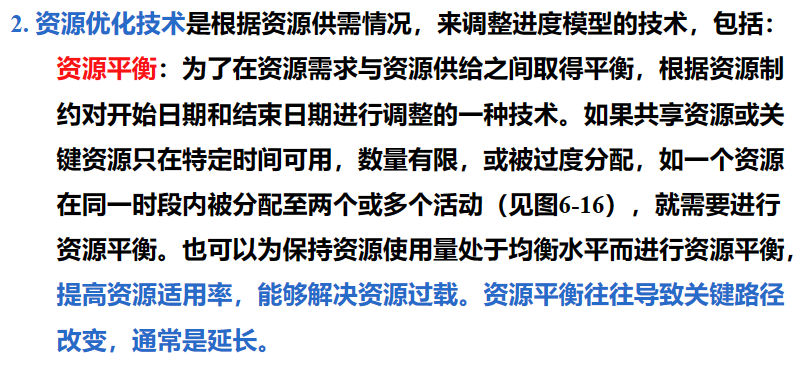 2. 资源优化技术是根据资源供需情况，来调整进度模型的技术，包括：
资源平衡：为了在资源需求与资源供给之间取得平衡，根据资源制
约对开始日期和结束日期进行调整的一种技术。如果共享资源或关
键资源只在特定时间可用，数量有限，或被过度分配，如一个资源
在同一时段内被分配至两个或多个活动（见图6-16），就需要进行
资源平衡。也可以为保持资源使用量处于均衡水平而进行资源平衡，
提高资源适用率，能够解决资源过载。资源平衡往往导致关键路径
改变，通常是延长。